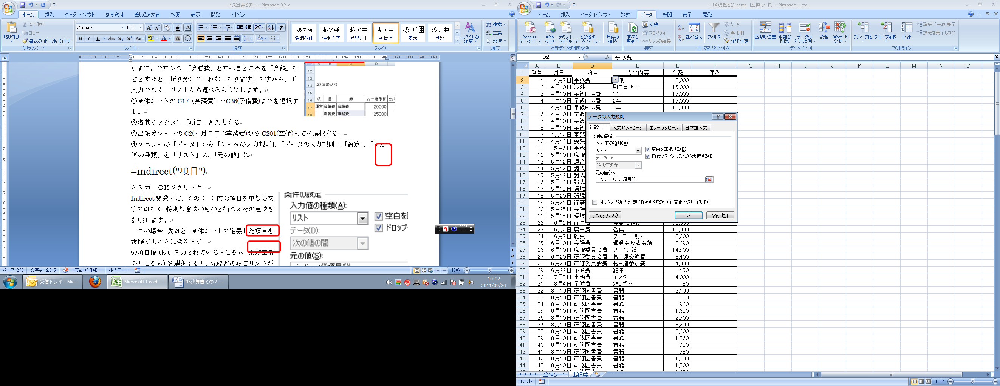 05決算書その2 - Microsoft Word
ホーム 挿入 ページ レイアウト 参考資料 差し込み文書 校閲 表示 開発 アドイン
貼り付け
切り取り
コピー
書式のコピー/貼り付け
クリップボード
Century 10.5
フォント
段落
あア亜 強調斜体
あア亜 強調太字
あア亜 見出し 1
あア亜 標準
あア亜 表題
あア亜 副題
スタイルの変更
スタイル
検索
置換
選択
編集
ります。ですから、「会議費」とすべきところを「会議」な
どとすると、振り分けてくれなくなります。ですから、手
入力でなく、リストから選べるようにします。
①全体シートのC17（会議費）～C36(予備費)までを選択す
る。
②名前ボックスに「項目」と入力する
③出納簿シートのC2(４月７日の事務費)からC201(空欄)までを選択する。
④メニューの「データ」から「データの入力規則」、「データの入力規則」、「設定」、「入力
値の種類」を「リスト」に、「元の値」に
=indirect("項目")
と入力。ＯＫをクリック。
Indirect 関数とは、その（　）内の項目を単なる文
字ではなく、特別な意味のものと捕らえその意味を
参照します。
この場合、先ほど、全体シートで定義した項目を
参照することになります。
⑤項目欄（既に入力されているところも、まだ空欄
のところも）を選択すると、先ほどの項目リストが
A B C D
12
13
14 (2)支出の部
15
16 項 目 節 22年度予算
17 運営 会議費 会議費 20000
18 需要費 事務費 25000
条件の設定
入力値の種類(A):
リスト
空白を
ドロップ
データ(D):
次の値の間
元の値(S):
CAPS
KANA
ページ: 2/6 文字数: 2,515 英語 (米国) 挿入モード 120%
受信トレイ - Mic...
Microsoft Excel ...
05決算書その２ ...
10:02
2011/09/24
PTA決算その2temp [互換モード] - Microsoft Excel
ホーム 挿入 ページ レイアウト 数式 データ 校閲 表示 開発
Access データベース
Web クエリ
テキスト ファイル
その他の データ ソース
既存の 接続
外部データの取り込み
すべて 更新
接続
プロパティ
リンクの編集
接続
並べ替え
フィルタ
クリア
再適用
詳細設定
並べ替えとフィルタ
区切り位置
重複の 削除
データの 入力規則
統合
What-If 分析
データ ツール
グループ化
グループ解除
小計
詳細データの表示
詳細を表示しない
アウトライン
C2 fx 事務費
A B C D E F G H I J K L M N O
1 番号 月日 項目 支出内容 金額 備考
2 1 4月7日 事務費 紙 8,000
3 2 4月10日 渉外 町P負担金 15,000
4 3 4月10日 学級PTA費 1年 15,000
5 4 4月10日 学級PTA費 2年 15,000
6 5 4月10日 学級PTA費 3年 15,000
7 6 4月10日 学級
8 7 4月10日 学級
9 8 4月10日 学級
10 9 4月12日 事務
11 10 4月14日 会議
12 11 5月6日 事務
13 12 5月10日 広報
14 13 5月12日 連合
15 14 5月12日 諸式
16 15 5月12日 諸式
17 16 5月12日 諸式
18 17 5月15日 環境
19 18 5月20日 環境
20 19 5月21日 行事
21 20 5月25日 会議
22 21 5月25日 環境
23 22 6月2日 行事費 運動会補助
24 23 6月2日 慶弔費 香典 10,000
25 24 6月7日 雑費 クーラー購入 3,600
26 25 6月10日 会議費 運動会反省会議 3,290
27 26 6月10日 広報委員会費 ファイン紙 14,500
28 27 6月20日 研修委員会費 檜P連交通費 8,400
29 28 6月20日 研修委員会費 檜P連参加費 4,000
30 29 6月22日 予備費 鉛筆 150
31 30 7月9日 事務費 インク 4,000
32 31 8月4日 予備費 消しゴム 80
33 32 8月10日 研修図書費 書籍 2,100
34 33 8月10日 研修図書費 書籍 880
35 34 8月10日 研修図書費 書籍 920
36 35 8月10日 研修図書費 書籍 1,680
37 36 8月10日 研修図書費 書籍 2,500
38 37 8月10日 研修図書費 書籍 3,200
39 38 8月10日 研修図書費 書籍 3,200
40 39 8月10日 研修図書費 書籍 1,860
41 40 8月10日 研修図書費 書籍 980
42 41 8月10日 研修図書費 書籍 580
43 42 8月10日 研修図書費 書籍 1,500
44 43 8月10日 研修図書費 書籍 1,800
データの入力規則
設定 入力時メッセージ エラー メッセージ 日本語入力
条件の設定
入力値の種類(A):
リスト
空白を無視する(B)
ドロップダウン リストから選択する(I)
データ(D):
次の値の間
元の値(S):
=INDIRECT("項目")
同じ入力規則が設定されたすべてのセルに変更を適用する(P)
すべてクリア(C) OK キャンセル
全体シート 出納簿
コマンド 100%